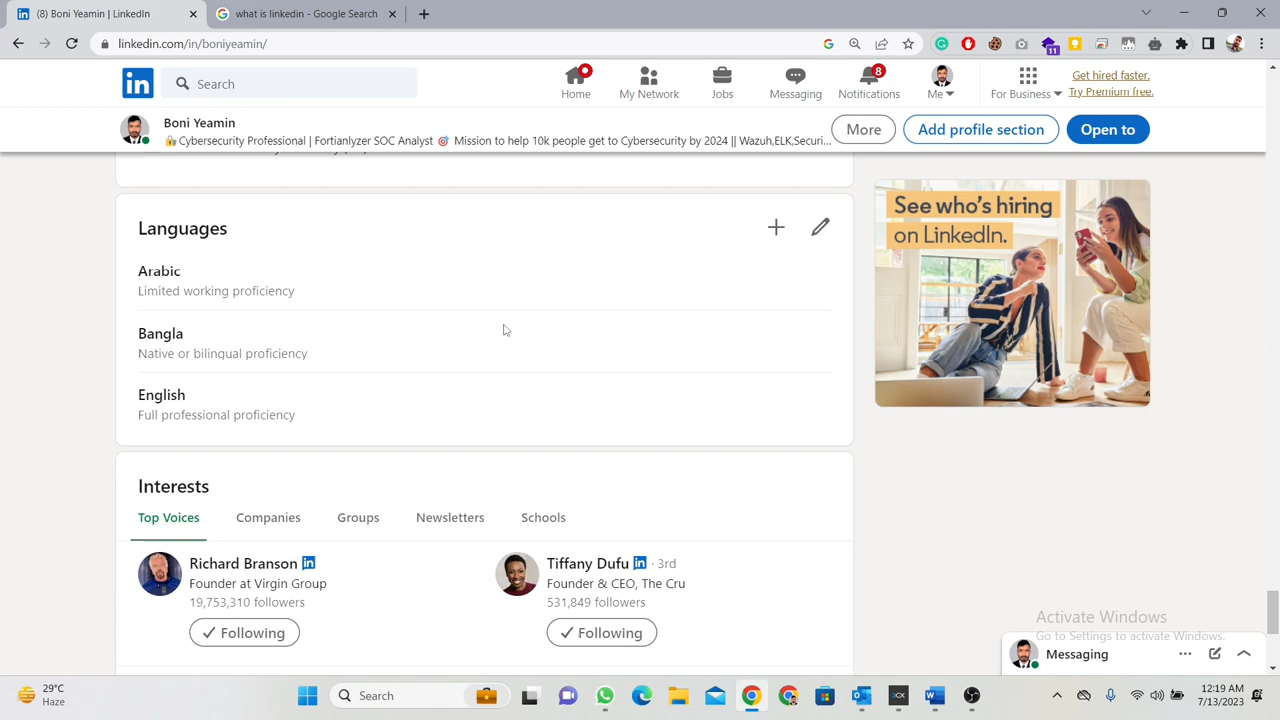 (8) Boni Yeamin | LinkedIn
what is linkedin - Google Search
linkedin.com/in/boniyeamin/
11
in
Search
Home
My Network
Jobs
Messaging
8
Notifications
Me
For Business
Get hired faster.
Try Premium free.
Boni Yeamin
Cybersecurity Professional | Fortianlyzer SOC Analyst 🎯 Mission to help 10k people get to Cybersecurity by 2024 || Wazuh,ELK,Securi...
More
Add profile section
Open to
Languages
Arabic
Limited working proficiency
Bangla
Native or bilingual proficiency
English
Full professional proficiency
See who's hiring
on LinkedIn.
Interests
Top Voices
Companies
Groups
Newsletters
Schools
Richard Branson
Founder at Virgin Group
19,753,310 followers
✓ Following
Tiffany Dufu · 3rd
Founder & CEO, The Cru
531,849 followers
✓ Following
Activate Windows
Go to Settings to activate Windows.
Messaging
29°C
Haze
Search
12:19 AM
7/13/2023